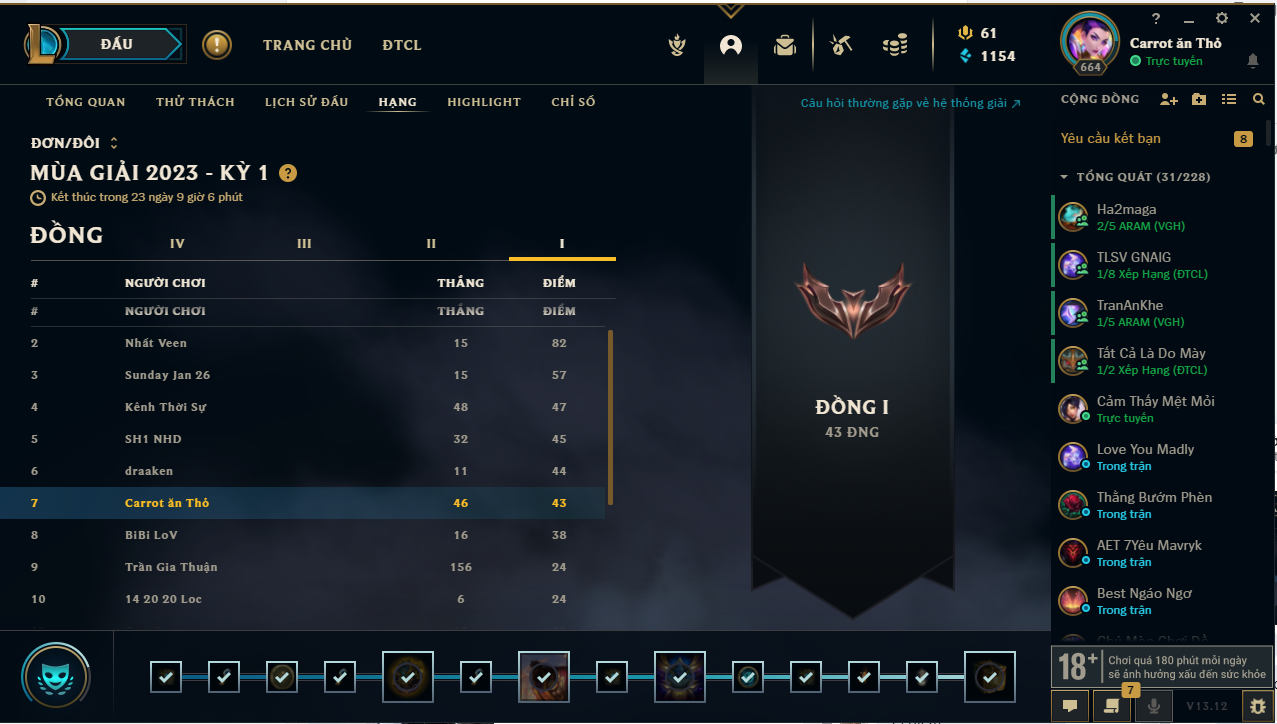 ĐẤU
TRANG CHỦ
ĐTCL
61
1154
664
Carrot ăn Thỏ
Trực tuyến
TỔNG QUAN
THỬ THÁCH
LỊCH SỬ ĐẤU
HẠNG
HIGHLIGHT
CHỈ SỐ
Câu hỏi thường gặp về hệ thống giải ↗
ĐƠN/ĐÔI
MÙA GIẢI 2023 - KỲ 1 ?
Kết thúc trong 23 ngày 9 giờ 6 phút
ĐỒNG
IV III II I
# NGƯỜI CHƠI THẮNG ĐIỂM
# NGƯỜI CHƠI THẮNG ĐIỂM
2 Nhất Veen 15 82
3 Sunday Jan 26 15 57
4 Kênh Thời Sự 48 47
5 SH1 NHD 32 45
6 draaken 11 44
7 Carrot ăn Thỏ 46 43
8 BiBi LoV 16 38
9 Trần Gia Thuận 156 24
10 14 20 20 Loc 6 24
ĐỒNG I
43 ĐNG
CỘNG ĐỒNG
Yêu cầu kết bạn 8
TỔNG QUÁT (31/228)
Ha2maga
2/5 ARAM (VGH)
TLSV GNAIG
1/8 Xếp Hạng (ĐTCL)
TranAnKhe
1/5 ARAM (VGH)
Tất Cả Là Do Mày
1/2 Xếp Hạng (ĐTCL)
Cảm Thấy Mệt Mỏi
Trực tuyến
Love You Madly
Trong trận
Thằng Bướm Phèn
Trong trận
AET 7Yêu Mavryk
Trong trận
Best Ngáo Ngơ
Trong trận
18+
Chơi quá 180 phút mỗi ngày
sẽ ảnh hưởng xấu đến sức khỏe
7
V13.12